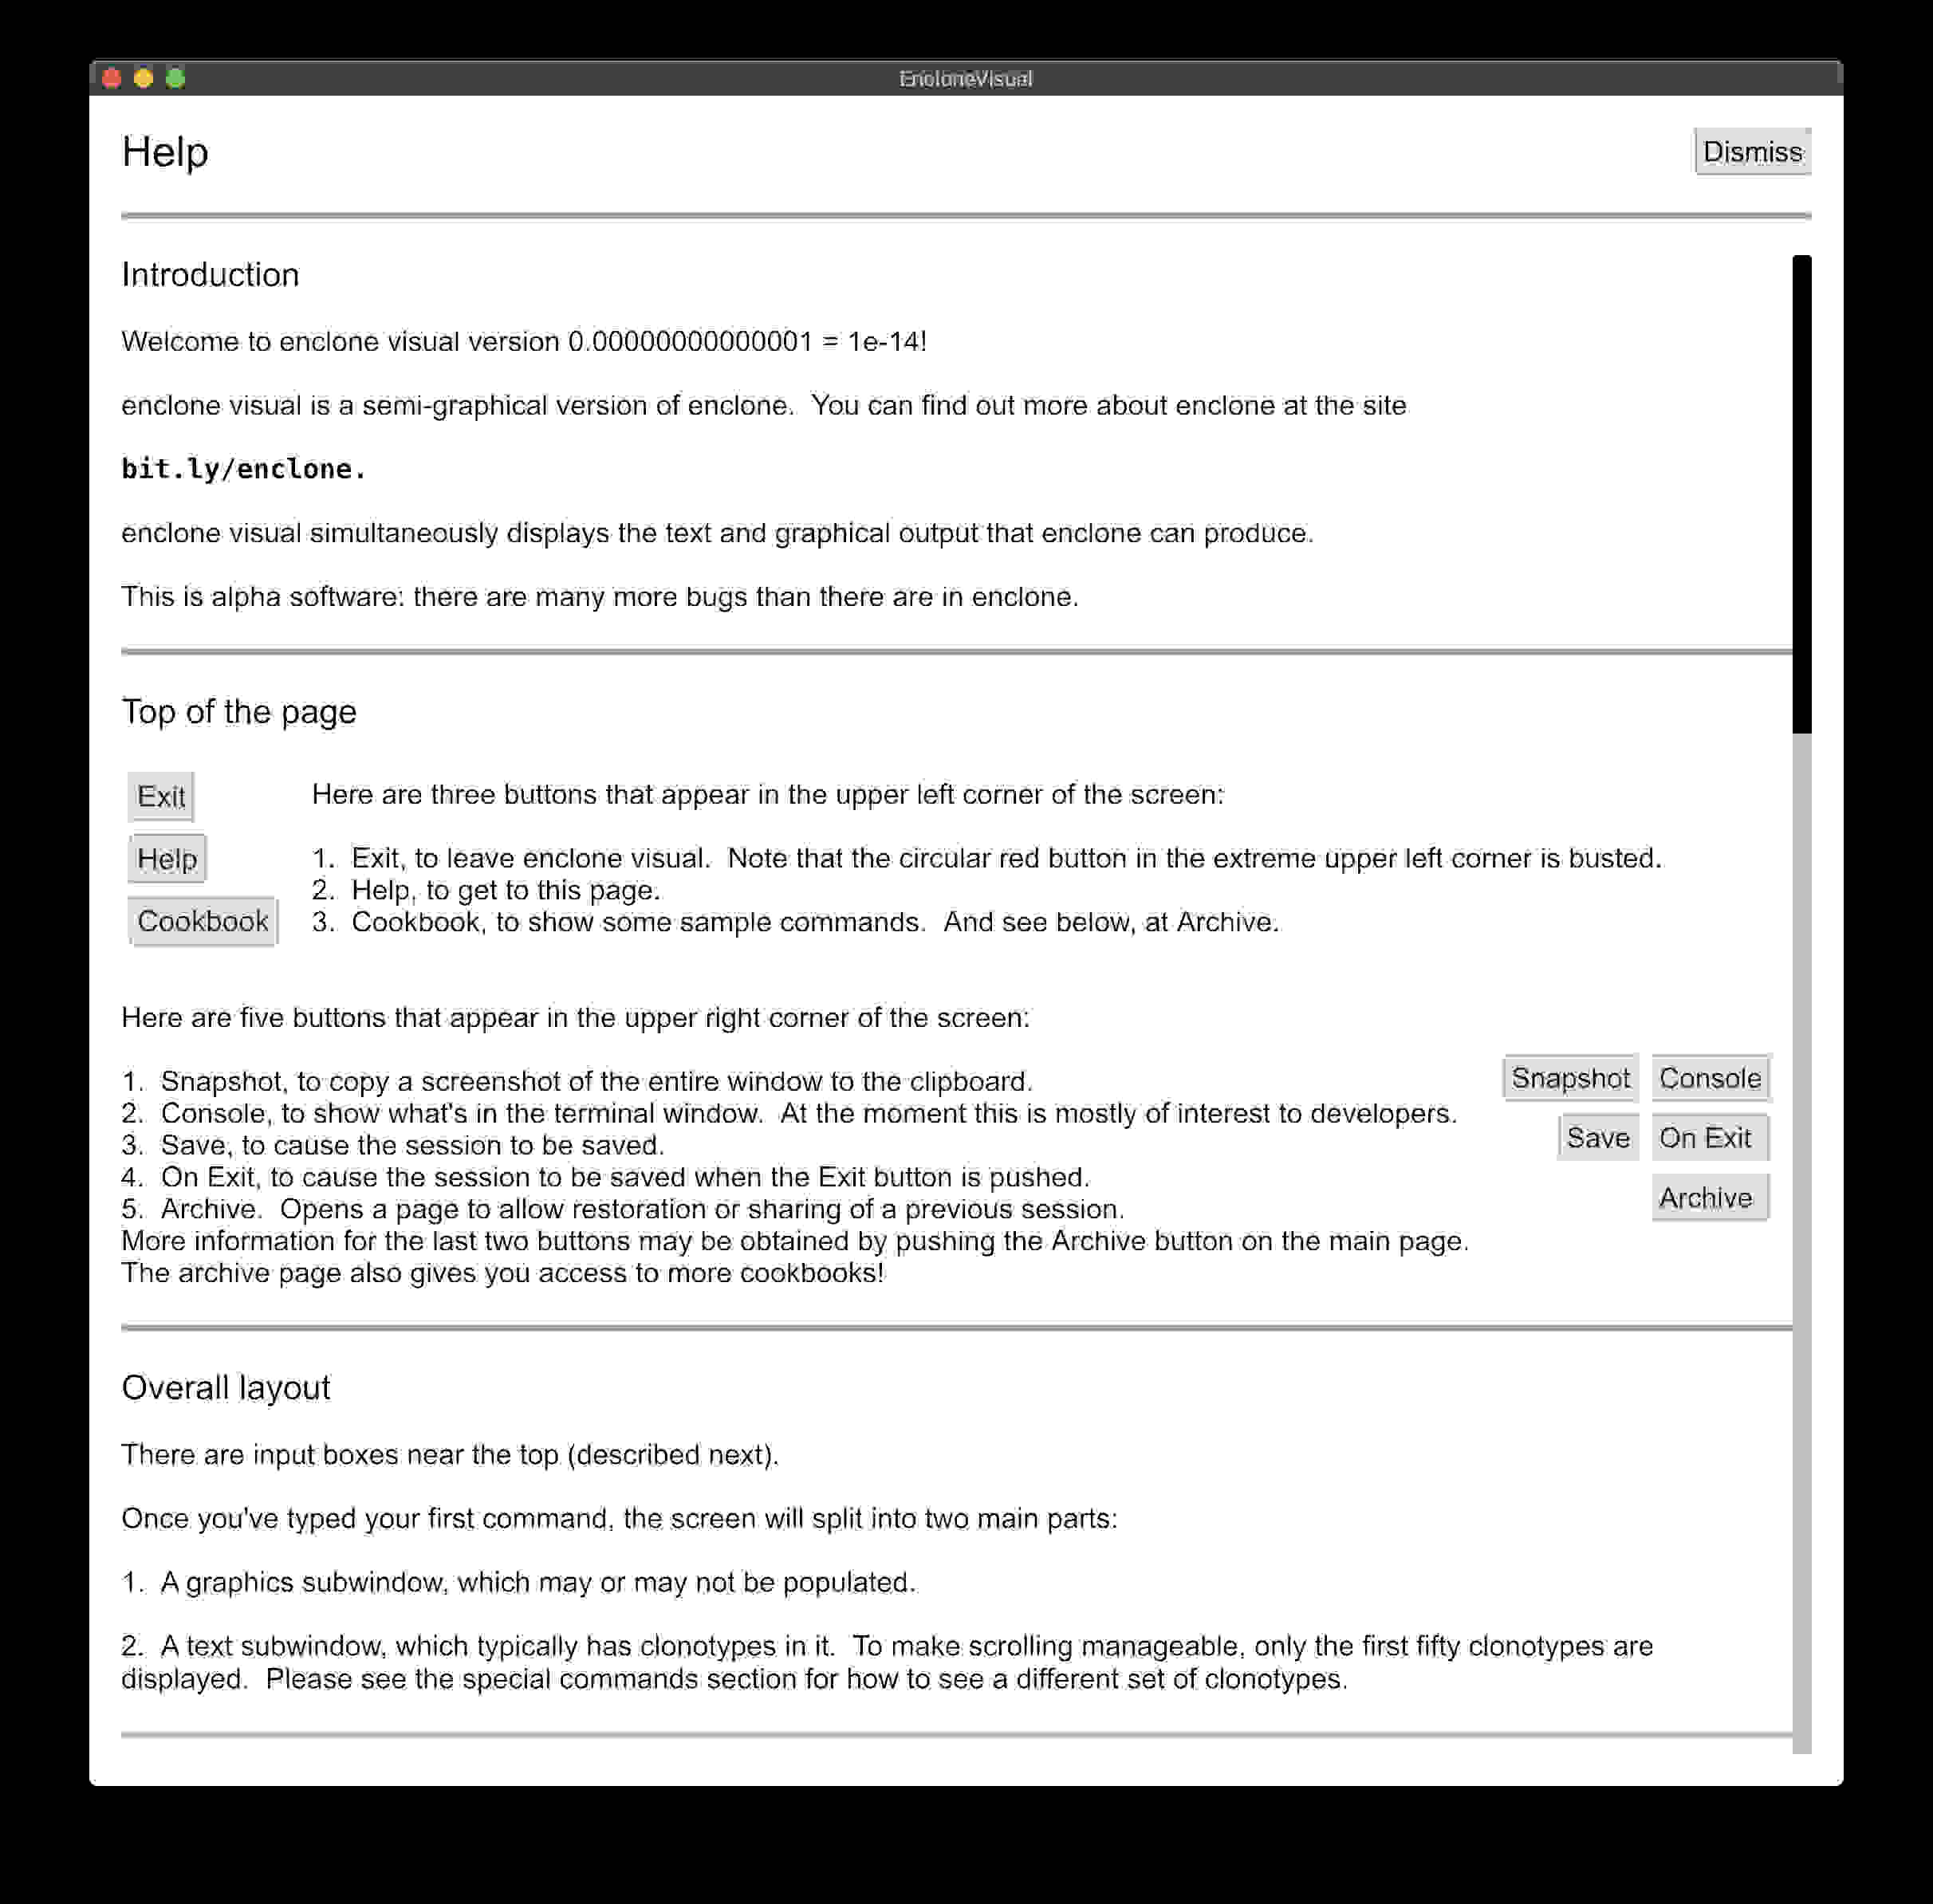 EncloneVisual
Help
Dismiss
Introduction
Welcome to enclone visual version 0.00000000000001 = 1e-14!
enclone visual is a semi-graphical version of enclone.  You can find out more about enclone at the site
bit.ly/enclone.
enclone visual simultaneously displays the text and graphical output that enclone can produce.
This is alpha software: there are many more bugs than there are in enclone.
Top of the page
Exit
Help
Cookbook
Here are three buttons that appear in the upper left corner of the screen:
1.  Exit, to leave enclone visual.  Note that the circular red button in the extreme upper left corner is busted.
2.  Help, to get to this page.
3.  Cookbook, to show some sample commands.  And see below, at Archive.
Here are five buttons that appear in the upper right corner of the screen:
1.  Snapshot, to copy a screenshot of the entire window to the clipboard.
2.  Console, to show what's in the terminal window.  At the moment this is mostly of interest to developers.
3.  Save, to cause the session to be saved.
4.  On Exit, to cause the session to be saved when the Exit button is pushed.
5.  Archive.  Opens a page to allow restoration or sharing of a previous session.
More information for the last two buttons may be obtained by pushing the Archive button on the main page.
The archive page also gives you access to more cookbooks!
Snapshot Console
Save On Exit
Archive
Overall layout
There are input boxes near the top (described next).
Once you've typed your first command, the screen will split into two main parts:
1.  A graphics subwindow, which may or may not be populated.
2.  A text subwindow, which typically has clonotypes in it.  To make scrolling manageable, only the first fifty clonotypes are
displayed.  Please see the special commands section for how to see a different set of clonotypes.